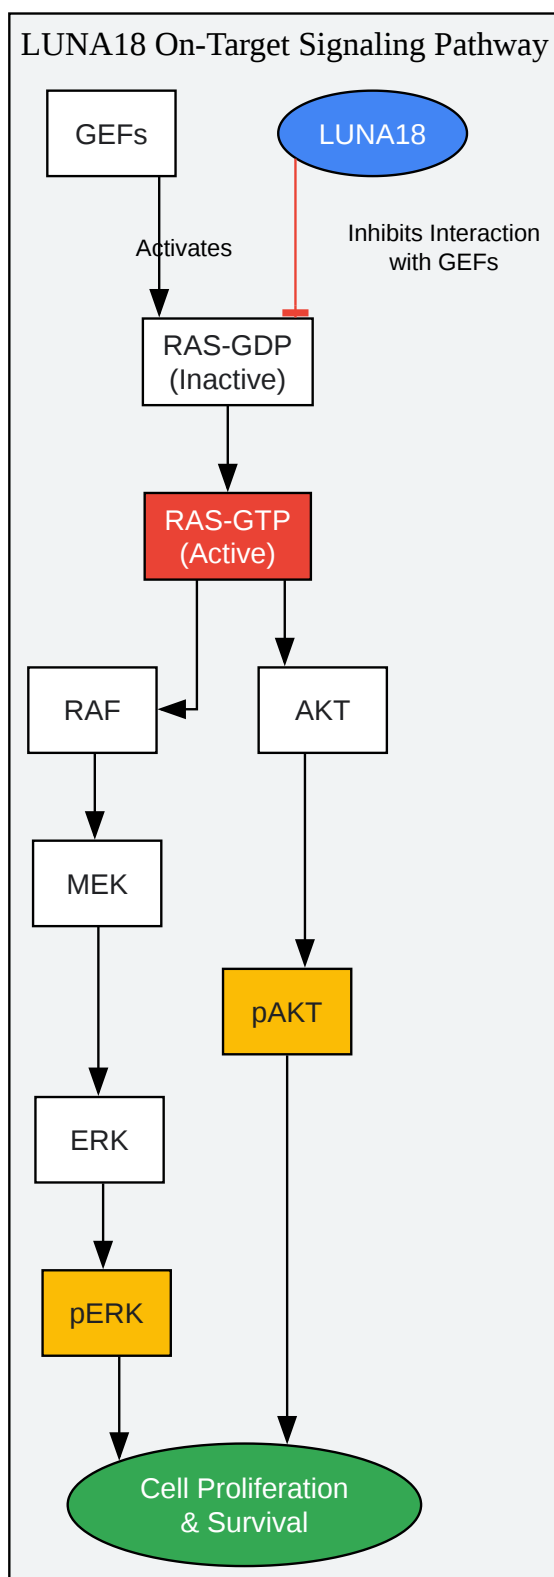 LUNA18 On-Target Signaling Pathway
GEFs
LUNA18
Activates
Inhibits Interaction
with GEFs
RAS-GDP
(Inactive)
RAS-GTP
(Active)
RAF
AKT
MEK
pAKT
ERK
pERK
Cell Proliferation
& Survival